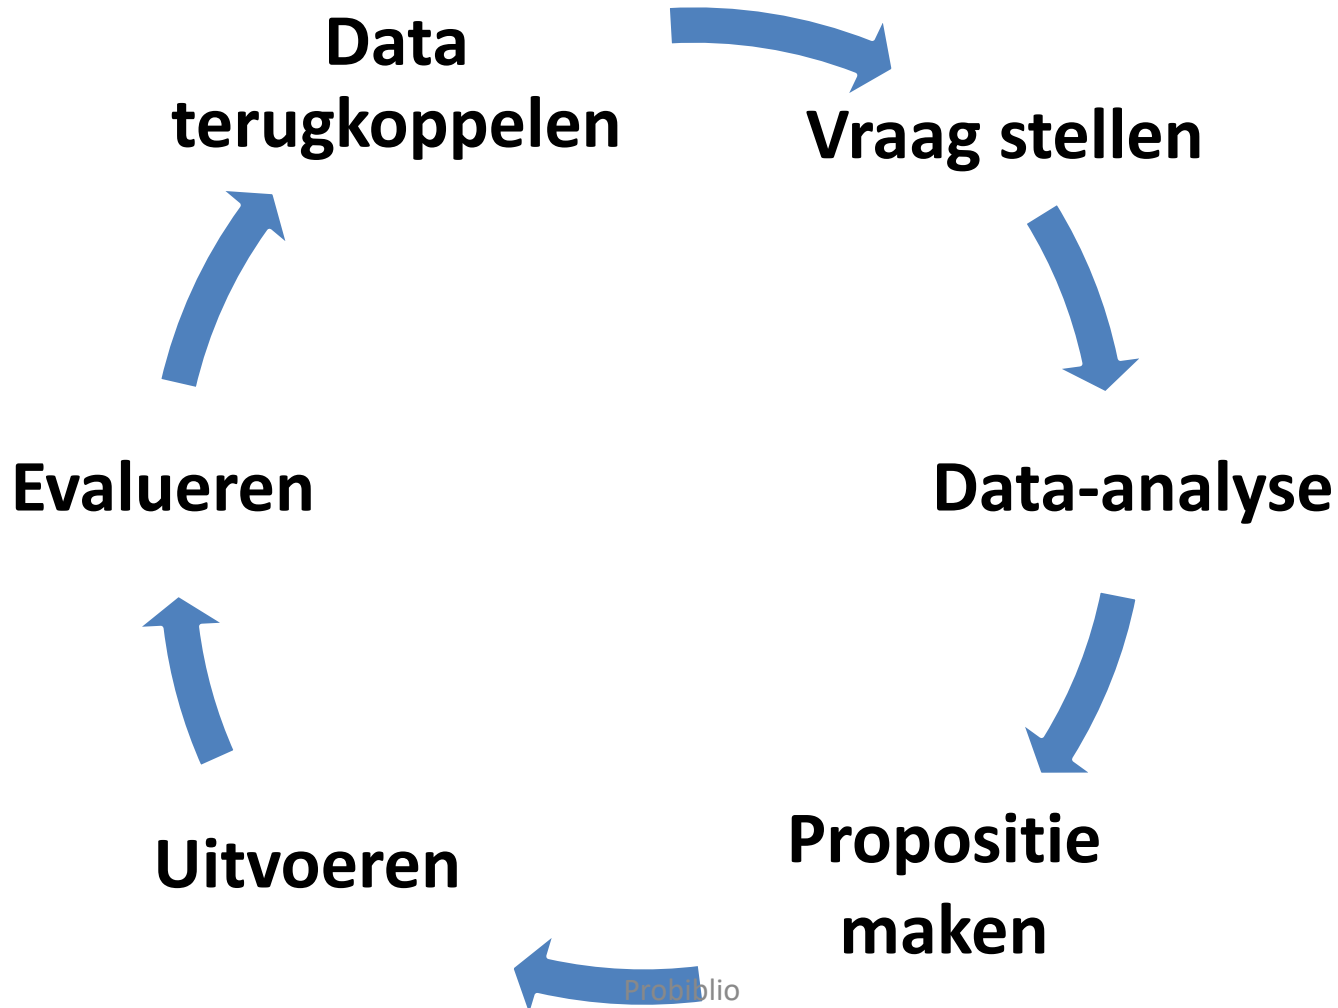 Data
terugkoppelen
Vraag stellen
Evalueren
Data-analyse
Propositie
maken
Uitvoeren
Probiblio